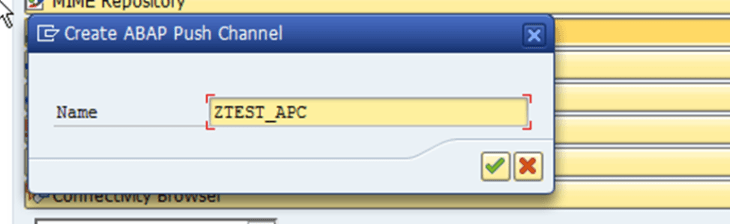 MIME Repository
Create ABAP Push Channel
Name
ZTEST_APC
Connectivity Browser